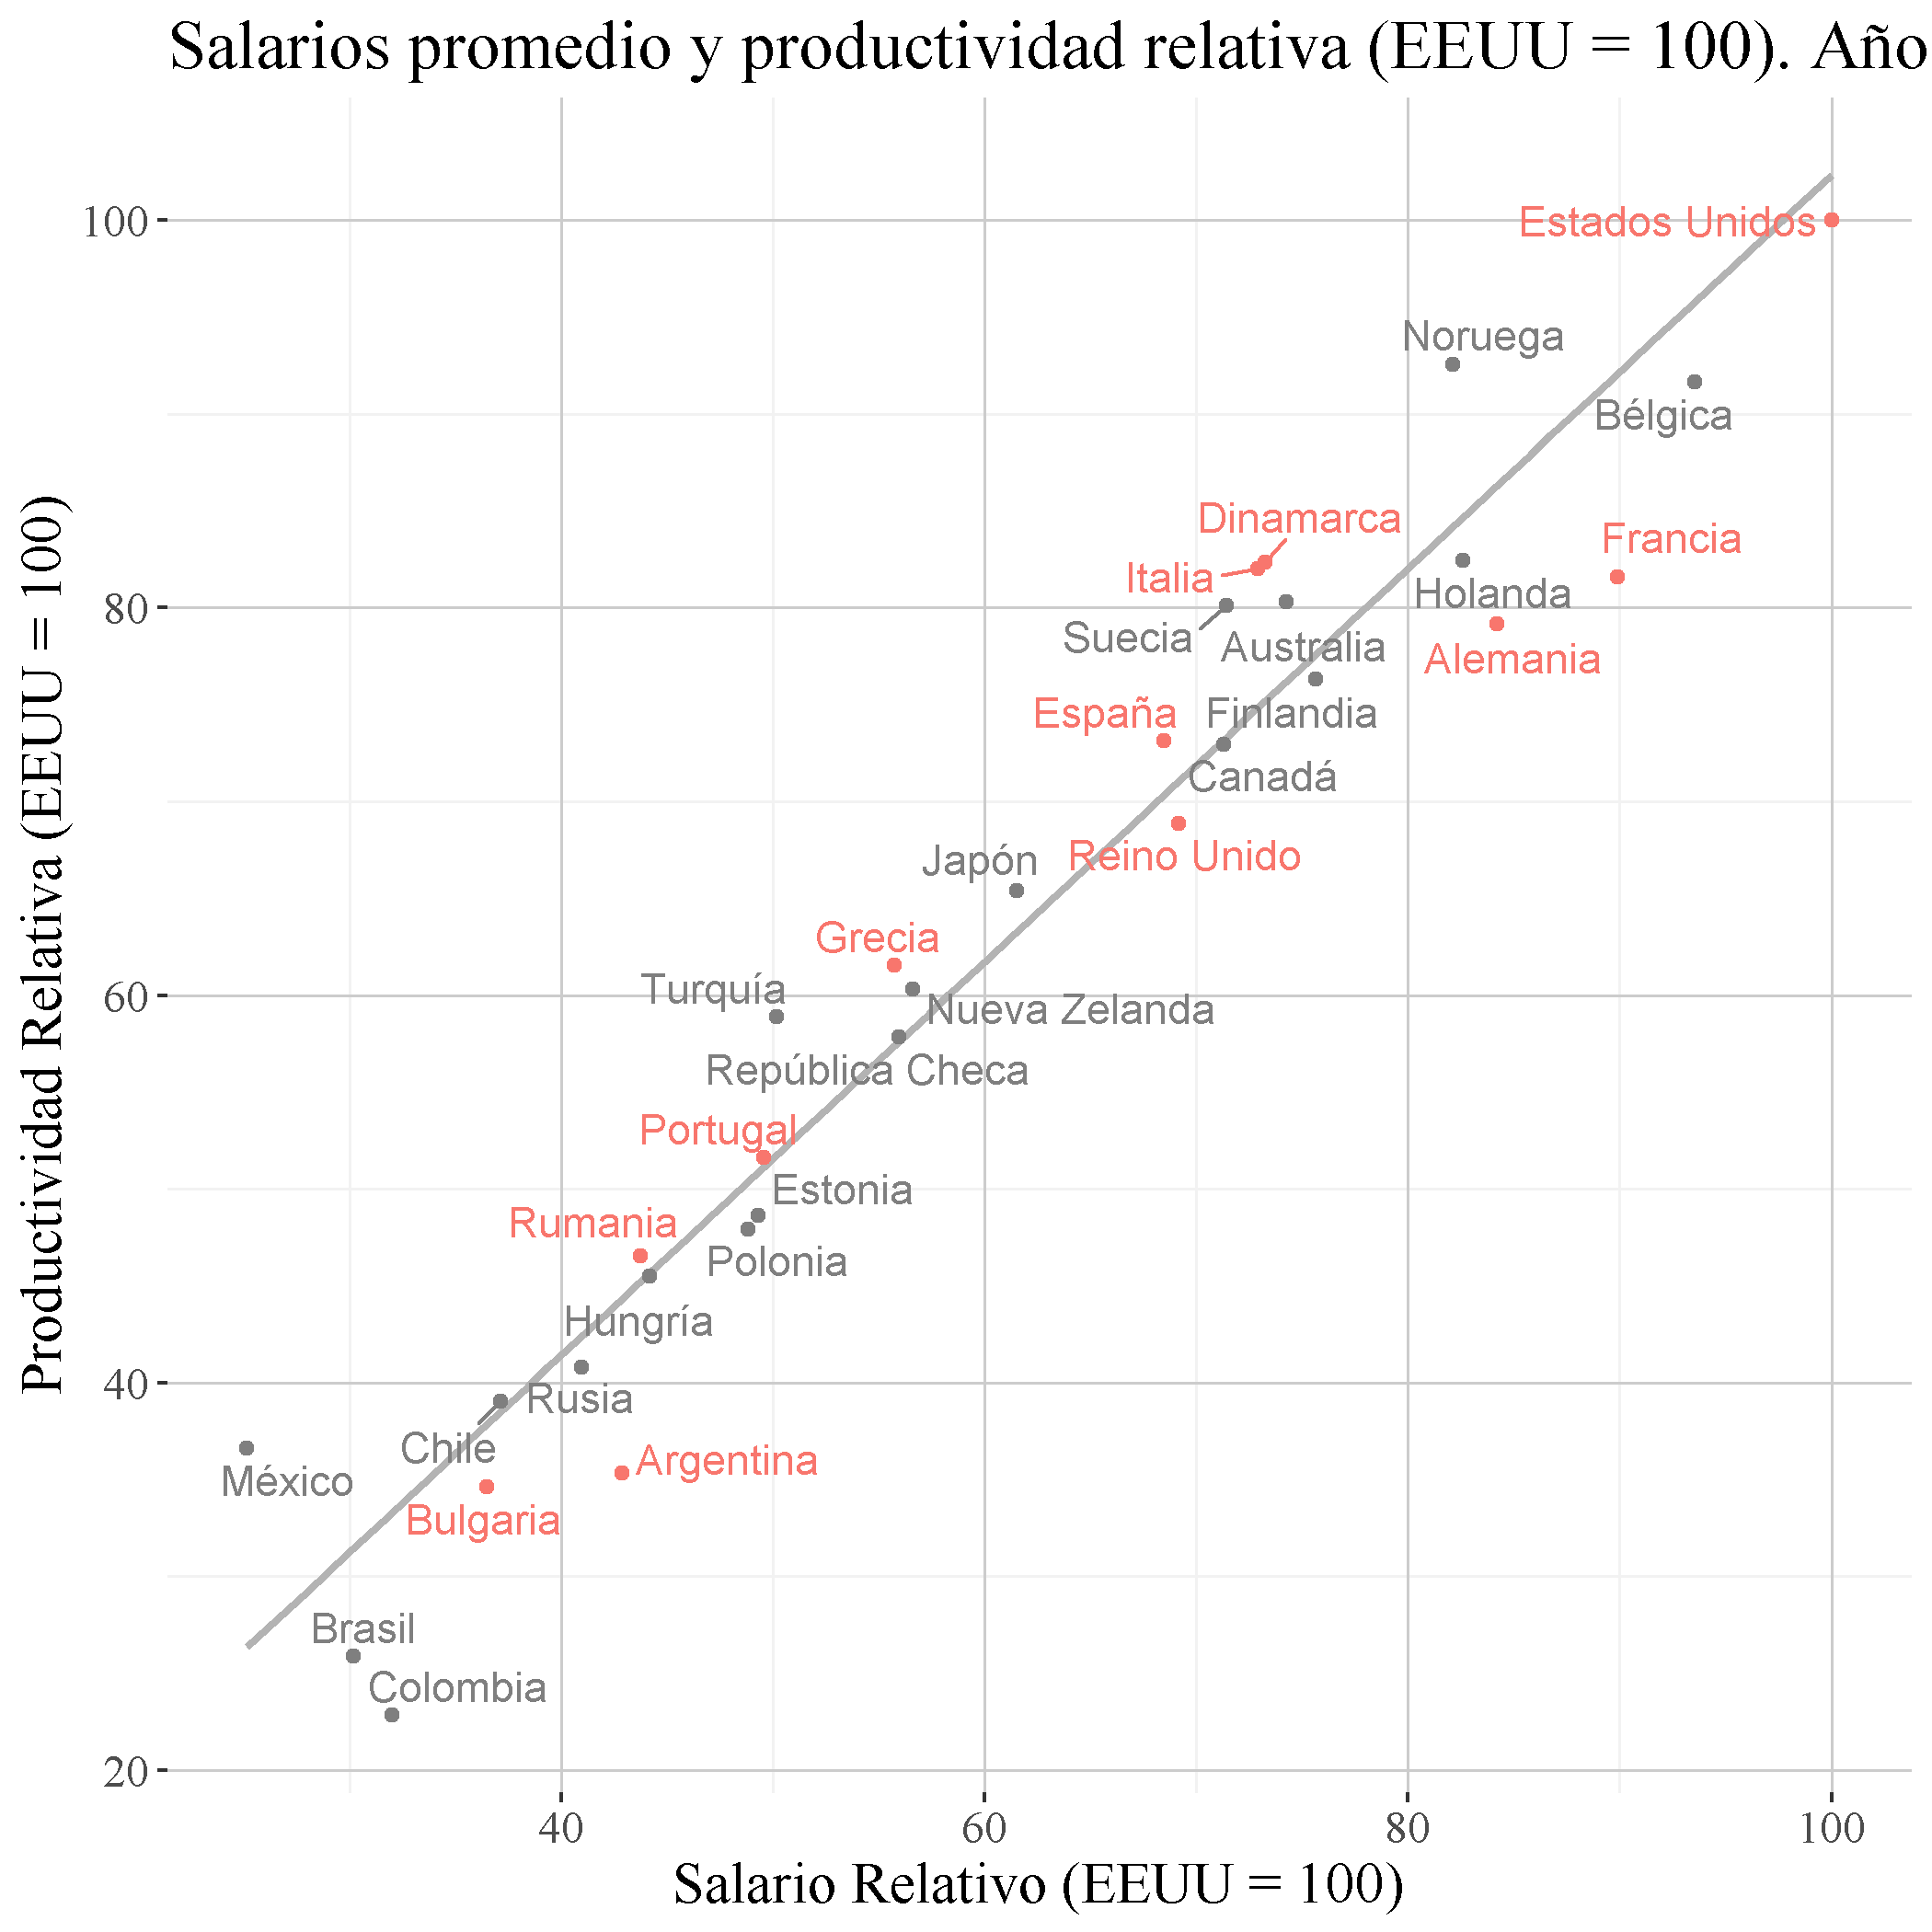 Salarios promedio y productividad relativa (EEUU = 100). Año
Productividad Relativa (EEUU = 100)
100
80
60
40
20
Estados Unidos
Noruega
Bélgica
Dinamarca
Francia
Italia
Holanda
Suecia
Australia
Alemania
España
Finlandia
Canadá
Reino Unido
Japón
Grecia
Turquía
Nueva Zelanda
República Checa
Portugal
Estonia
Rumania
Polonia
Hungría
Rusia
Chile
Argentina
México
Bulgaria
Brasil
Colombia
40 60 80 100
Salario Relativo (EEUU = 100)